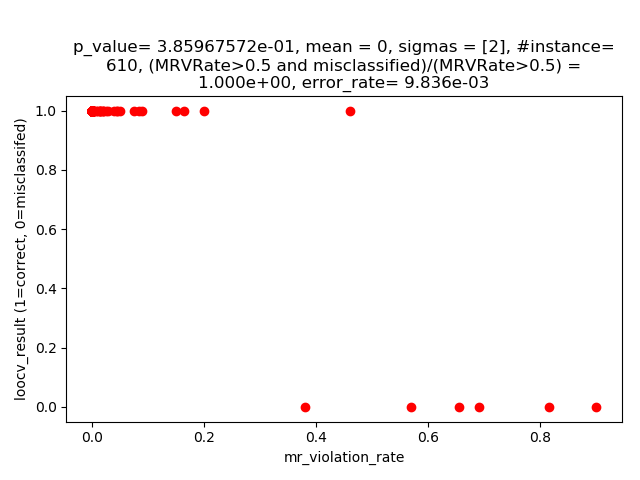 p_value= 3.85967572e-01, mean = 0, sigmas = [2], #instance=
610, (MRVRate>0.5 and misclassified)/(MRVRate>0.5) =
1.000e+00, error_rate= 9.836e-03
1.0
0.8
0.6
0.4
0.2
0.0
loocv_result (1=correct, 0=misclassifed)
0.0 0.2 0.4 0.6 0.8
mr_violation_rate